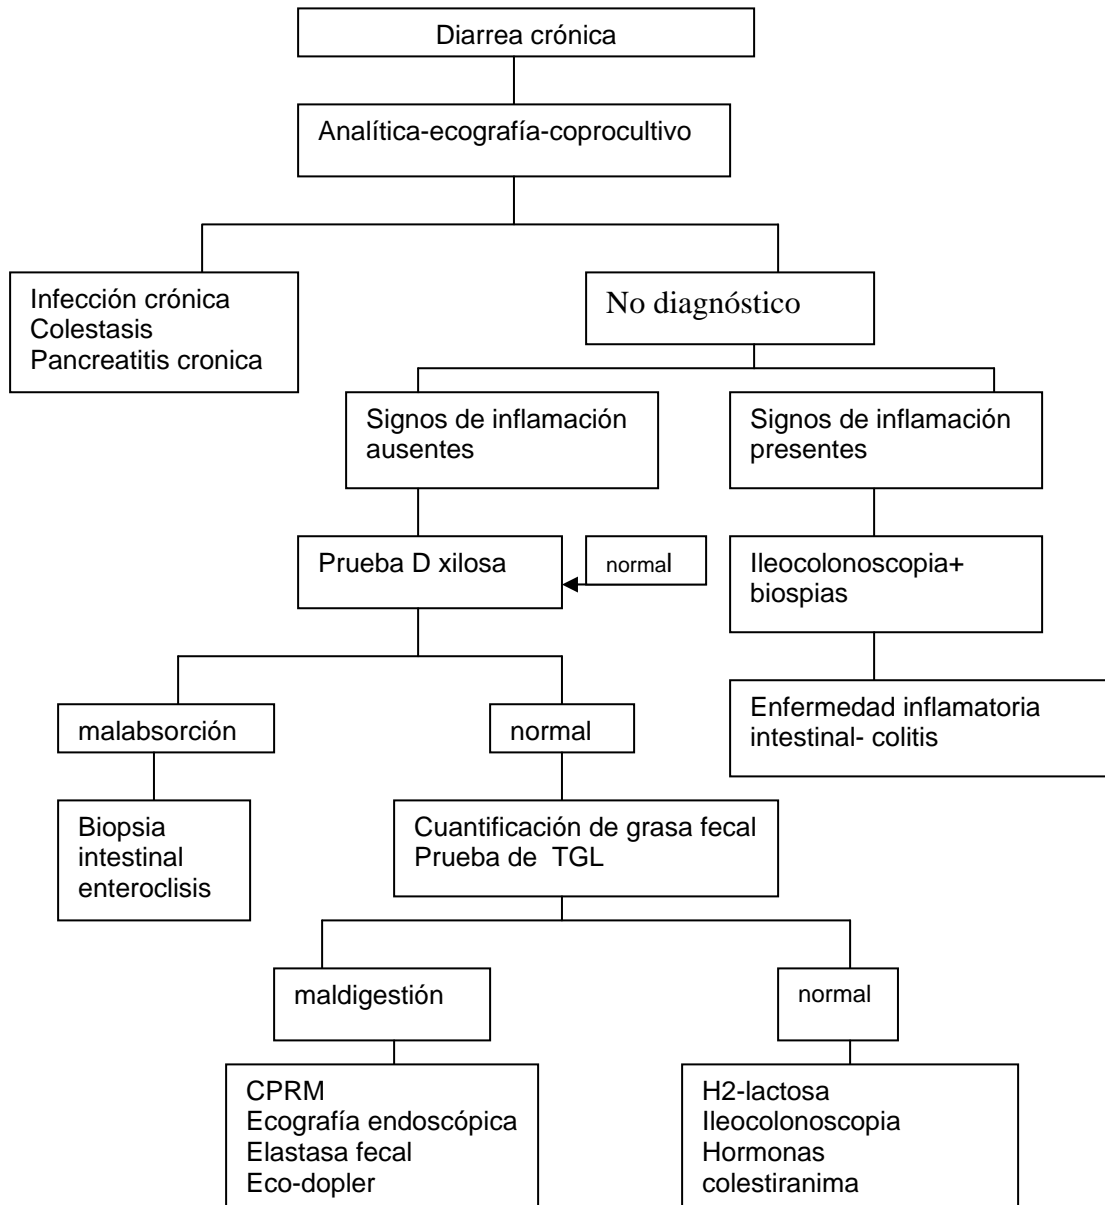 Diarrea crónica
Analítica-ecografía-coprocultivo
Infección crónica
Colestasis
Pancreatitis cronica
No diagnóstico
Signos de inflamación
ausentes
Signos de inflamación
presentes
Prueba D xilosa
normal
Ileocolonoscopia+
biospias
malabsorción
normal
Enfermedad inflamatoria
intestinal- colitis
Biopsia
intestinal
enteroclisis
Cuantificación de grasa fecal
Prueba de TGL
maldigestión
normal
CPRM
Ecografía endoscópica
Elastasa fecal
Eco-dopler
H2-lactosa
Ileocolonoscopia
Hormonas
colestiranima